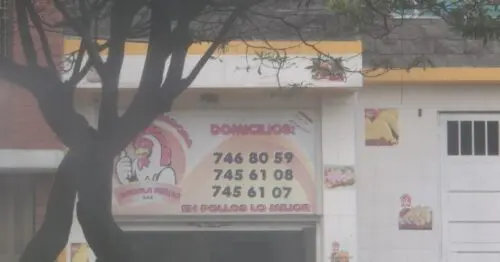 DOMICILIOS:
746 80 59
745 61 08
745 61 07
EN POLLOS LO MEJOR